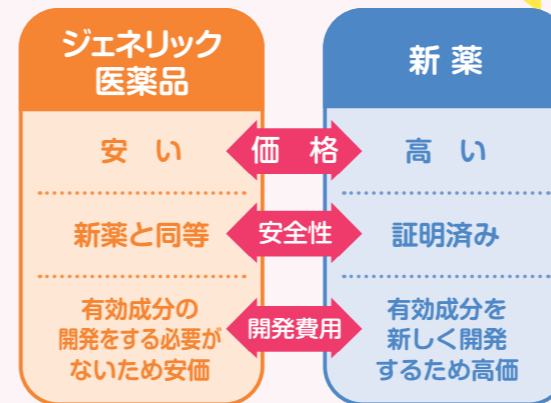 ジェネリック
医薬品
新薬
安い
価格
高い
新薬と同等
安全性
証明済み
有効成分の
開発をする必要が
ないため安価
開発費用
有効成分を
新しく開発
するため高価